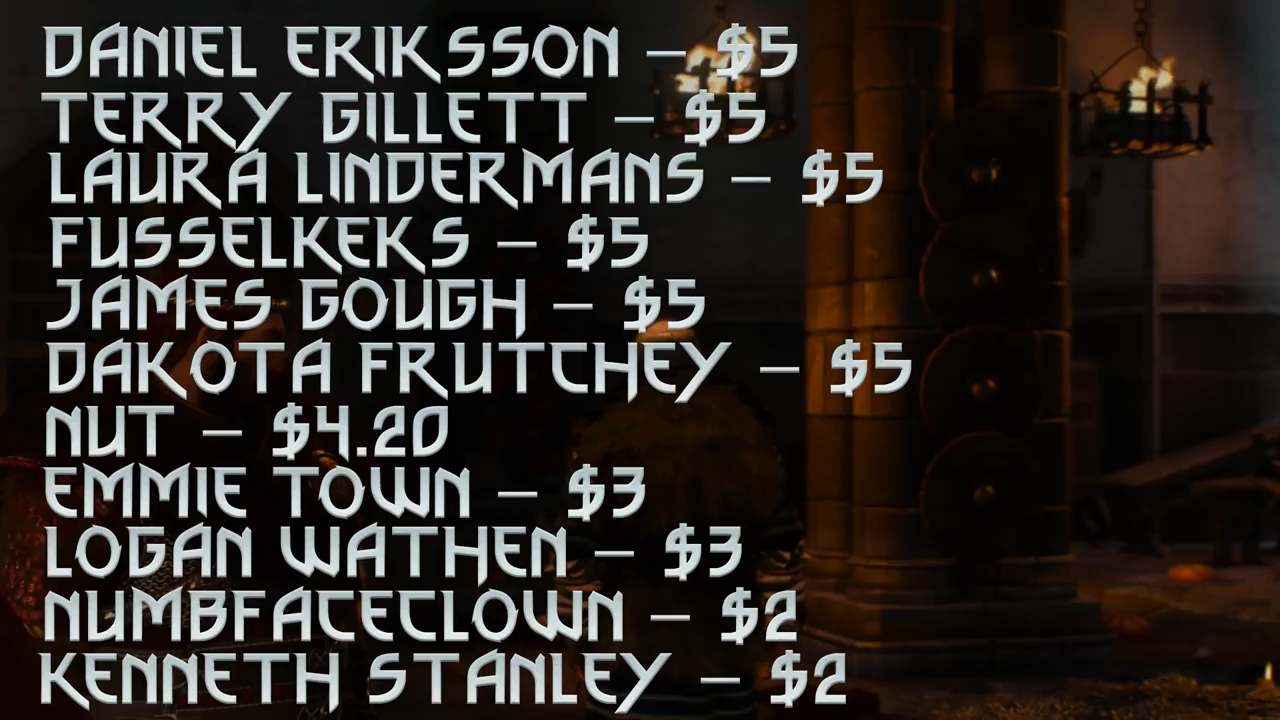 DANIEL ERIKSSON – $5
TERRY GILLETT – $5
LAURA LINDERMANS – $5
FUSSELKEKS – $5
JAMES GOUGH – $5
DAKOTA FRUTCHEY – $5
NUT – $4.20
EMMIE TOWN – $3
LOGAN WATHEN – $3
NUMBFACECLOWN – $2
KENNETH STANLEY – $2